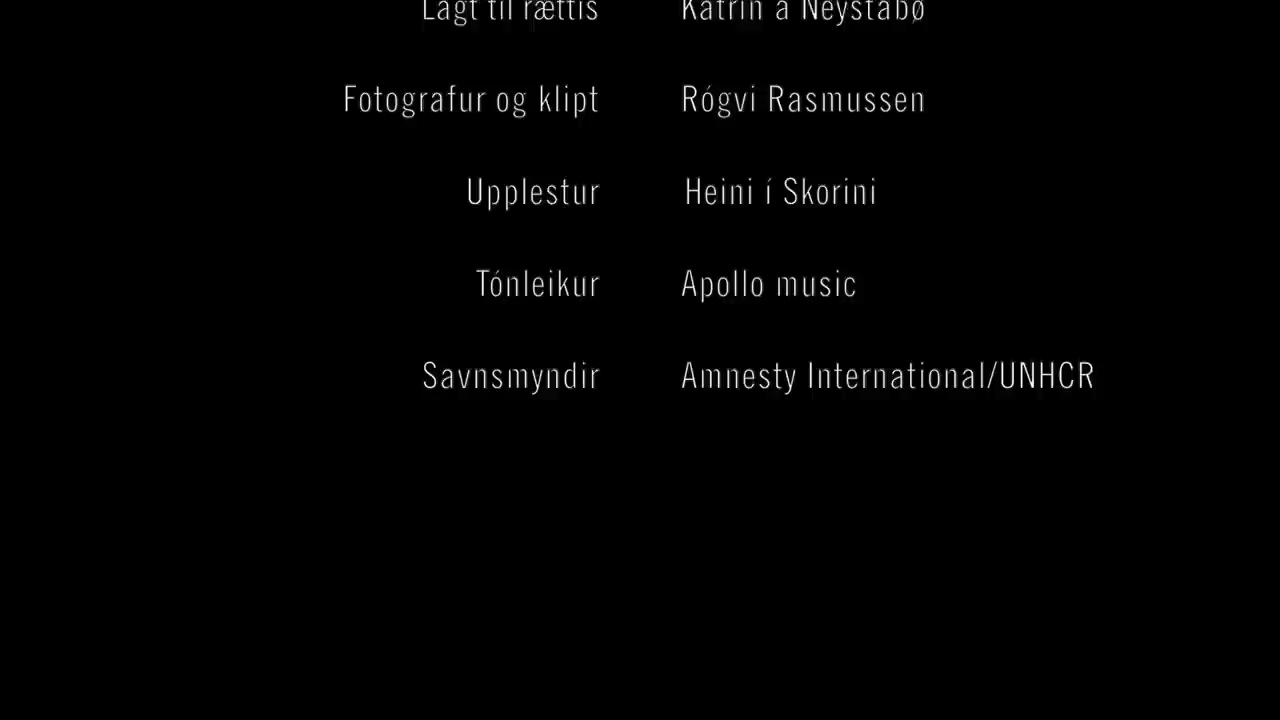 Lagt til rættis Katrin á Neystabø
Fotografur og klipt Rógvi Rasmussen
Upplestur Heini í Skorini
Tónleikur Apollo music
Savnsmyndir Amnesty International/UNHCR